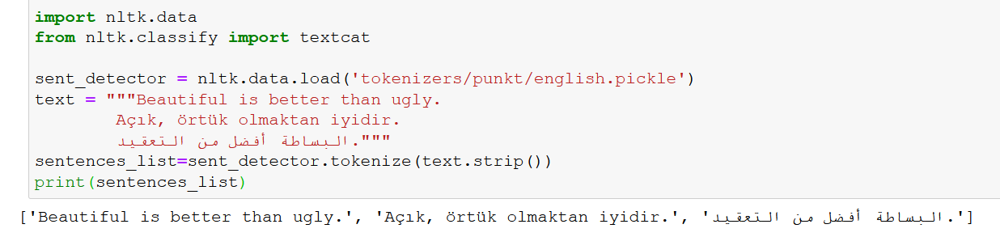 import nltk.data
from nltk.classify import textcat
sent_detector = nltk.data.load('tokenizers/punkt/english.pickle')
text = """Beautiful is better than ugly.
Açık, örtük olmaktan iyidir.
البساطة أفضل من التعقيد."""
sentences_list=sent_detector.tokenize(text.strip())
print(sentences_list)
['Beautiful is better than ugly.', 'Açık, örtük olmaktan iyidir.', 'البساطة أفضل من التعقيد.']